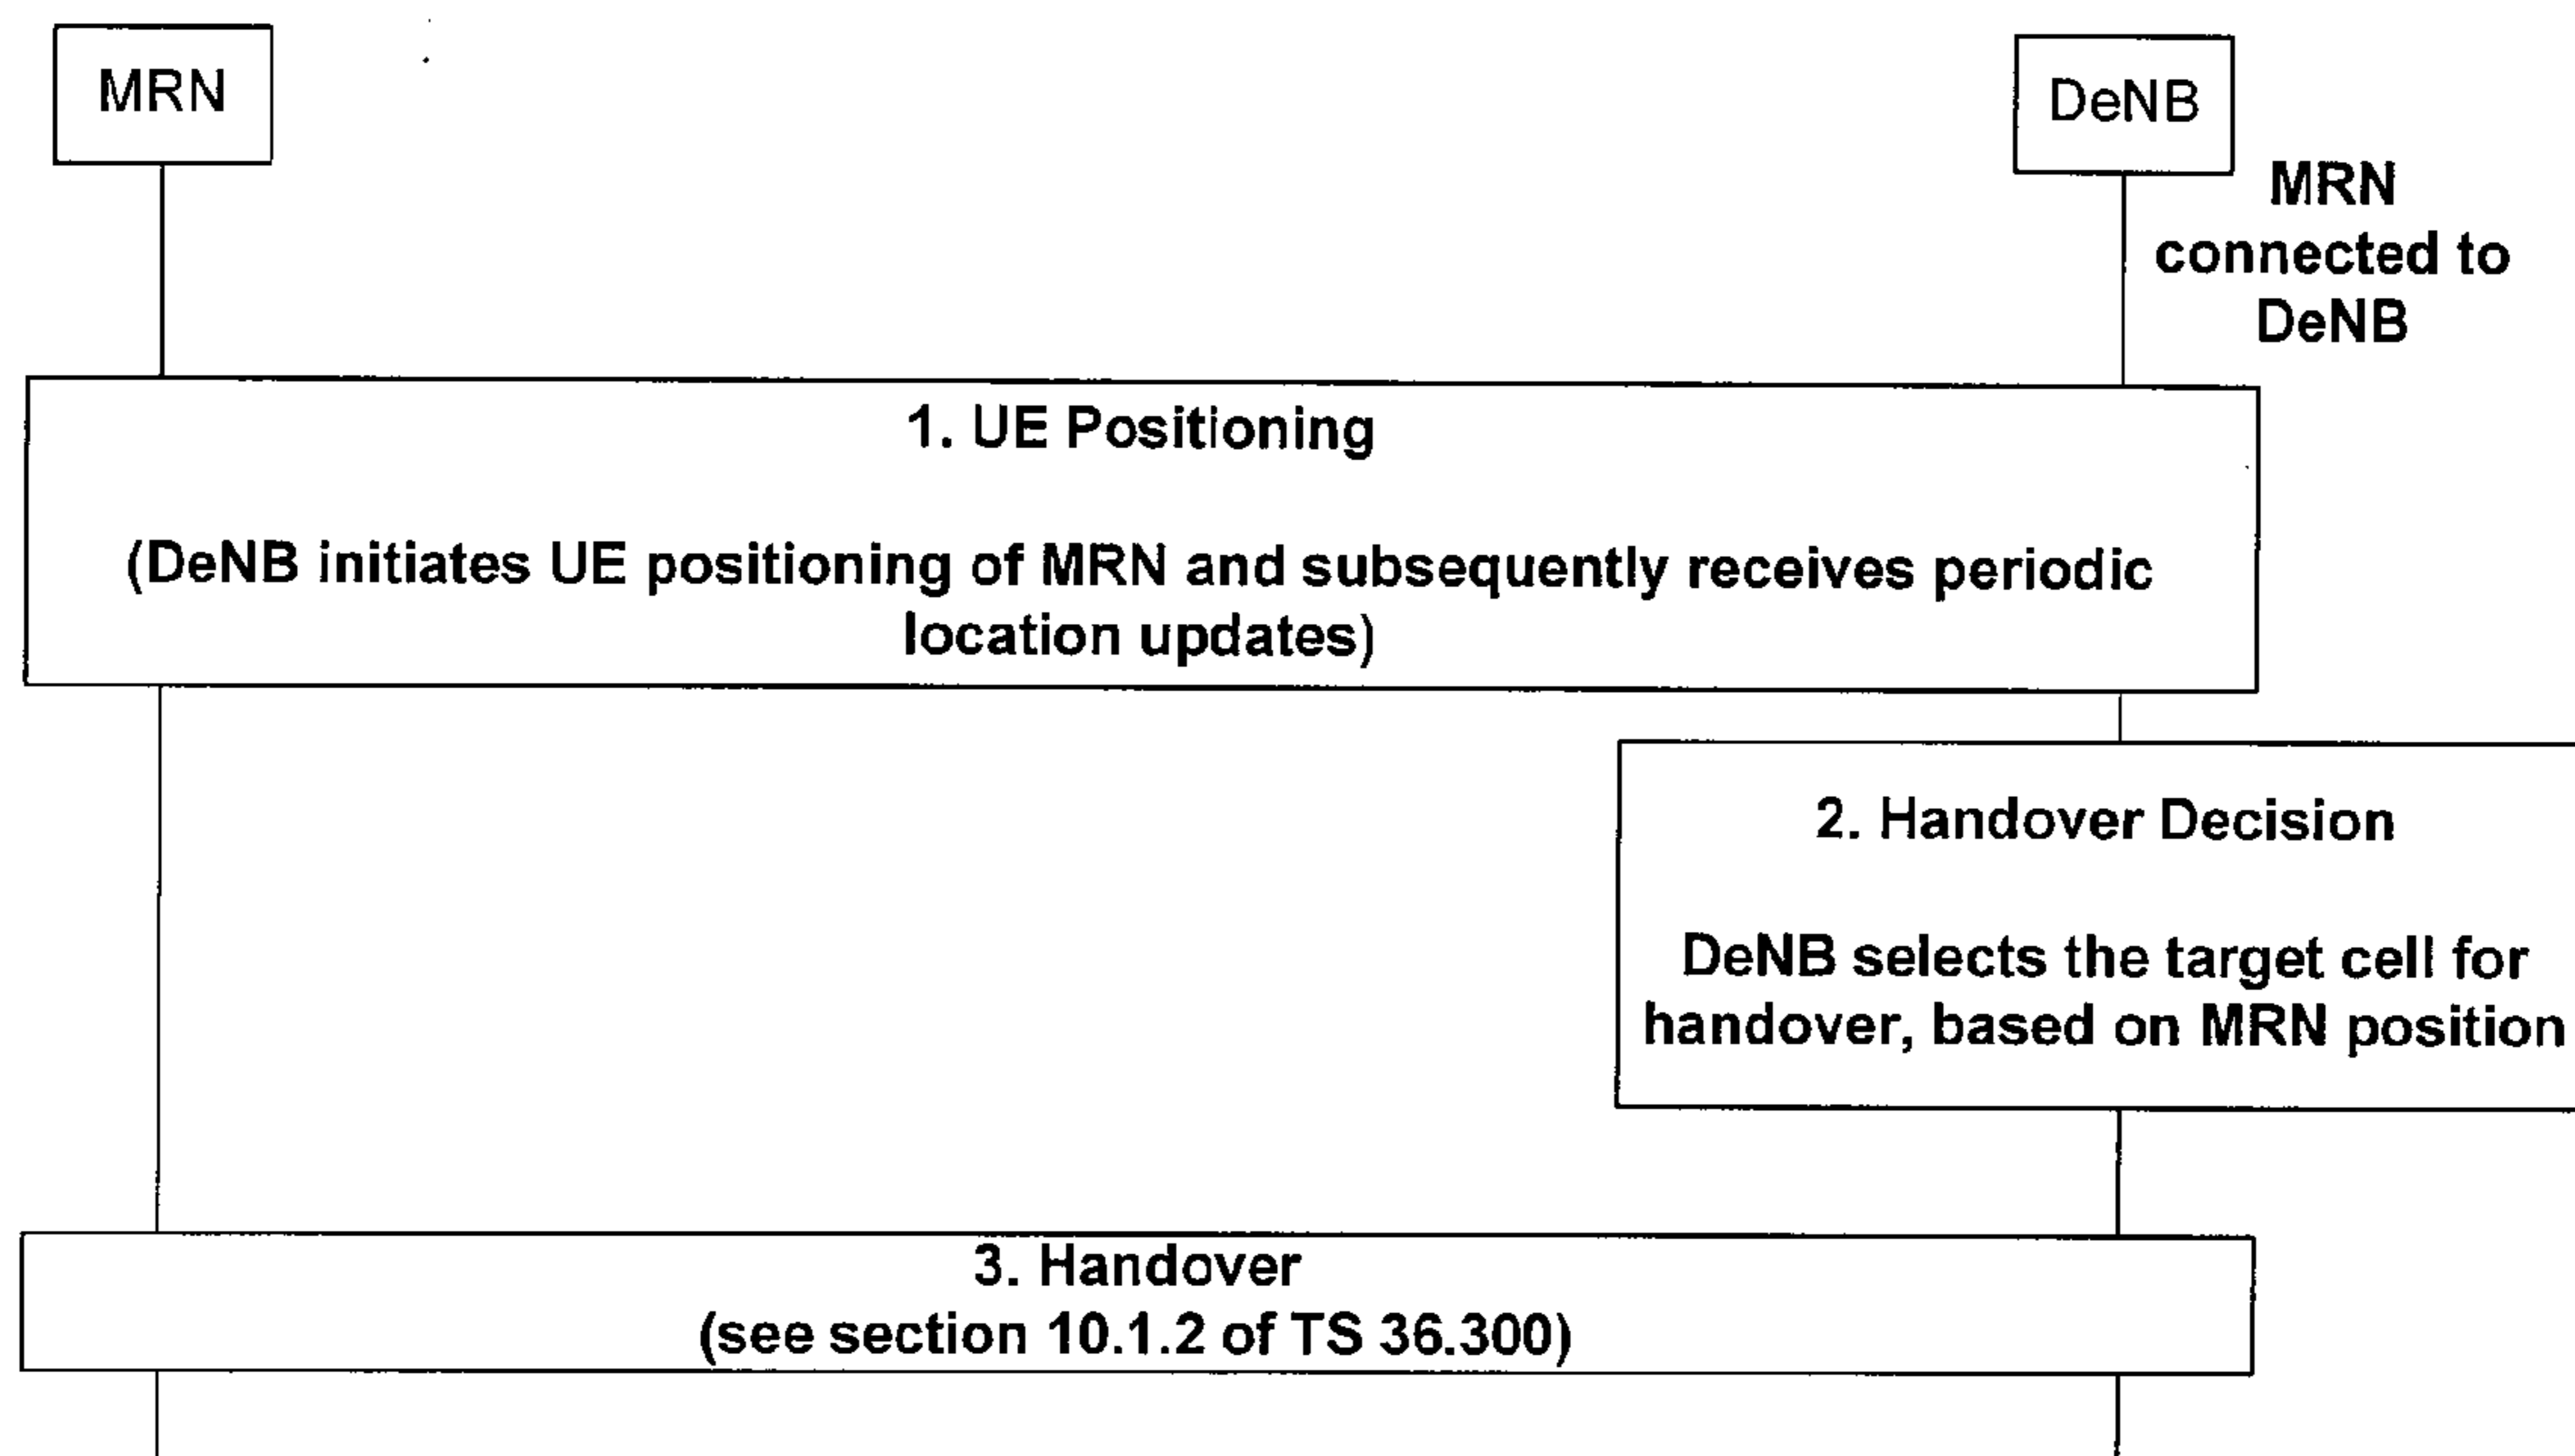 MRN
DeNB
MRN
connected to
DeNB
1. UE Positioning
(DeNB initiates UE positioning of MRN and subsequently receives periodic
location updates)
2. Handover Decision
DeNB selects the target cell for
handover, based on MRN position
3. Handover
(see section 10.1.2 of TS 36.300)